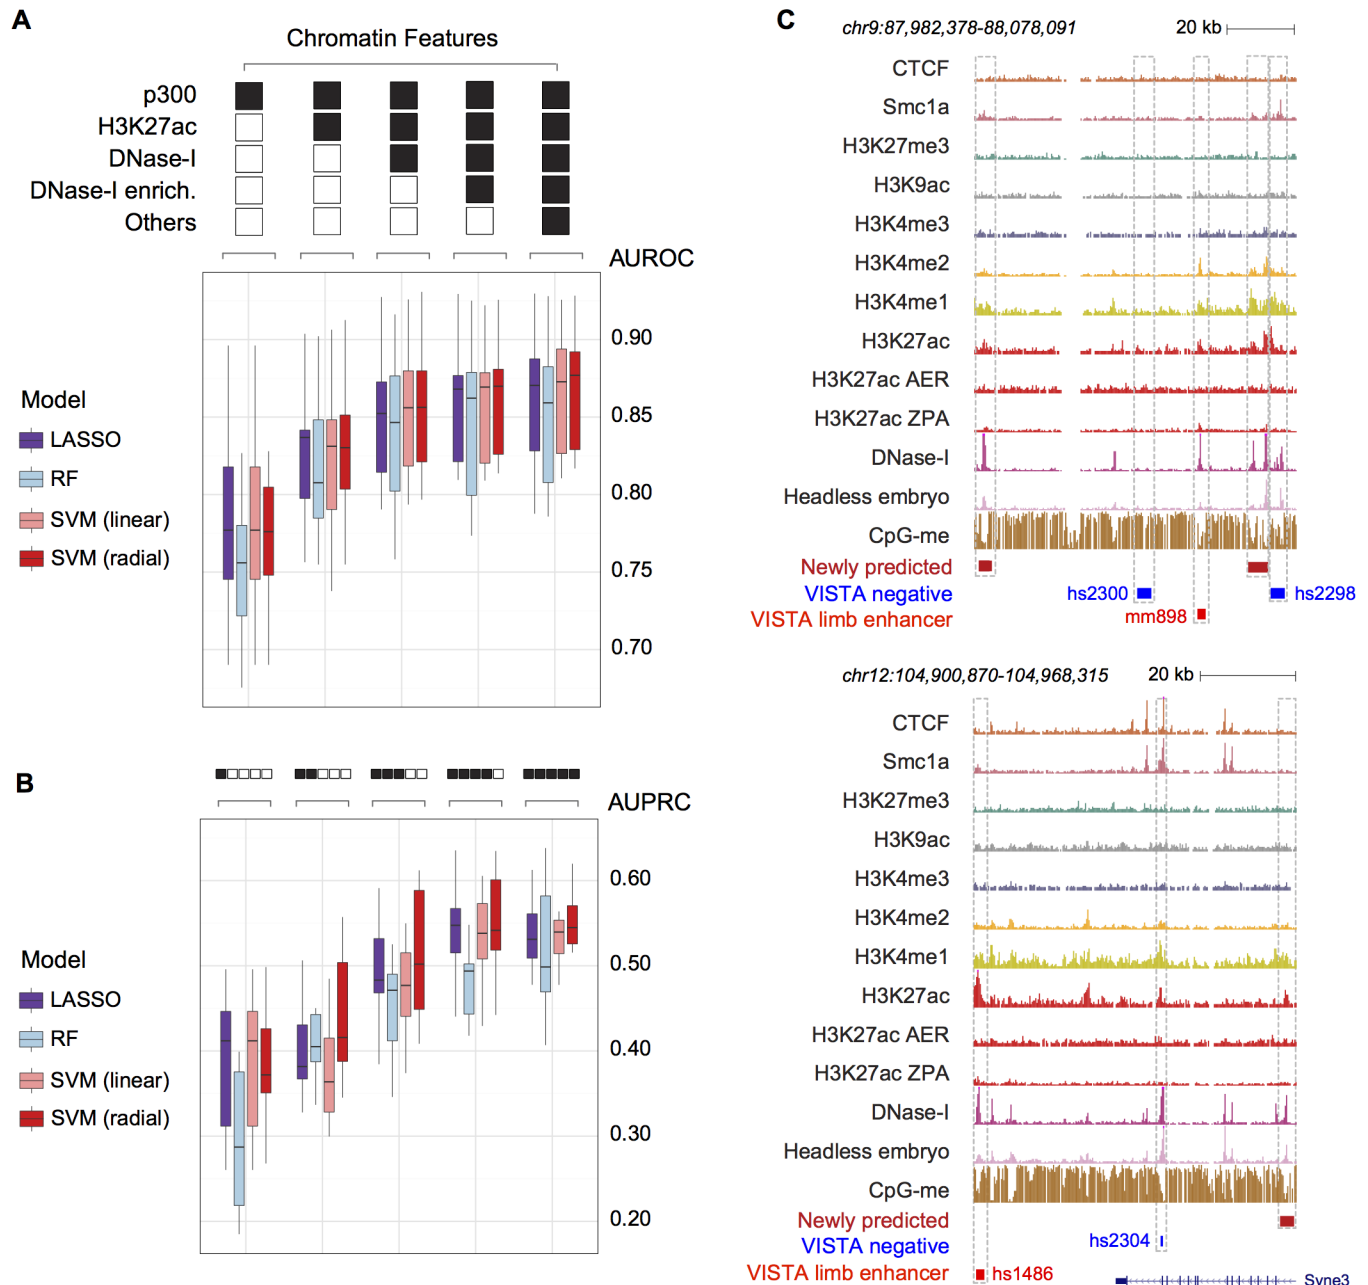 A
Chromatin Features
p300
H3K27ac
DNase-I
DNase-I enrich.
Others
AUROC
0.90
0.85
0.80
0.75
0.70
Model
LASSO
RF
SVM (linear)
SVM (radial)
B
AUPRC
0.60
0.50
0.40
0.30
0.20
Model
LASSO
RF
SVM (linear)
SVM (radial)
C
chr9:87,982,378-88,078,091 20 kb
CTCF
Smc1a
H3K27me3
H3K9ac
H3K4me3
H3K4me2
H3K4me1
H3K27ac
H3K27ac AER
H3K27ac ZPA
DNase-I
Headless embryo
CpG-me
Newly predicted
VISTA negative hs2300 hs2298
VISTA limb enhancer mm898
chr12:104,900,870-104,968,315 20 kb
CTCF
Smc1a
H3K27me3
H3K9ac
H3K4me3
H3K4me2
H3K4me1
H3K27ac
H3K27ac AER
H3K27ac ZPA
DNase-I
Headless embryo
CpG-me
Newly predicted
VISTA negative hs2304
VISTA limb enhancer hs1486
Syne3